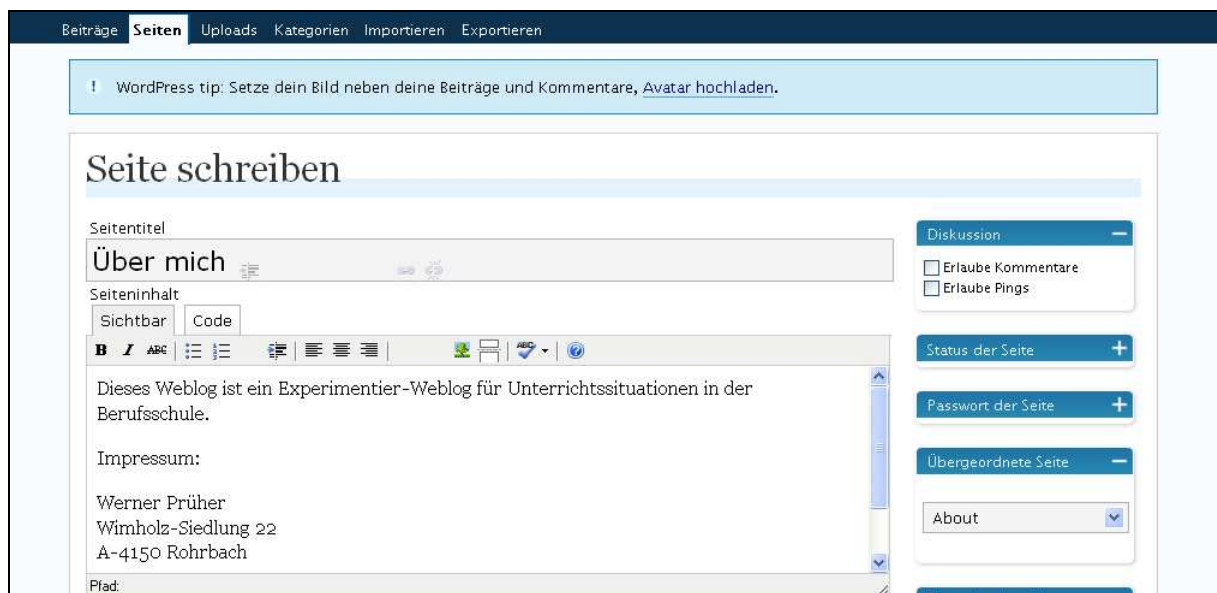 Beiträge Seiten Uploads Kategorien Importieren Exportieren
! WordPress tip: Setze dein Bild neben deine Beiträge und Kommentare, Avatar hochladen.
Seite schreiben
Seitentitel
Über mich
Seiteninhalt
Sichtbar Code
B I ABC ABC
Dieses Weblog ist ein Experimentier-Weblog für Unterrichtssituationen in der
Berufsschule.
Impressum:
Werner Prüher
Wimholz-Siedlung 22
A-4150 Rohrbach
Pfad:
Diskussion
Erlaube Kommentare
Erlaube Pings
Status der Seite
Passwort der Seite
Übergeordnete Seite
About